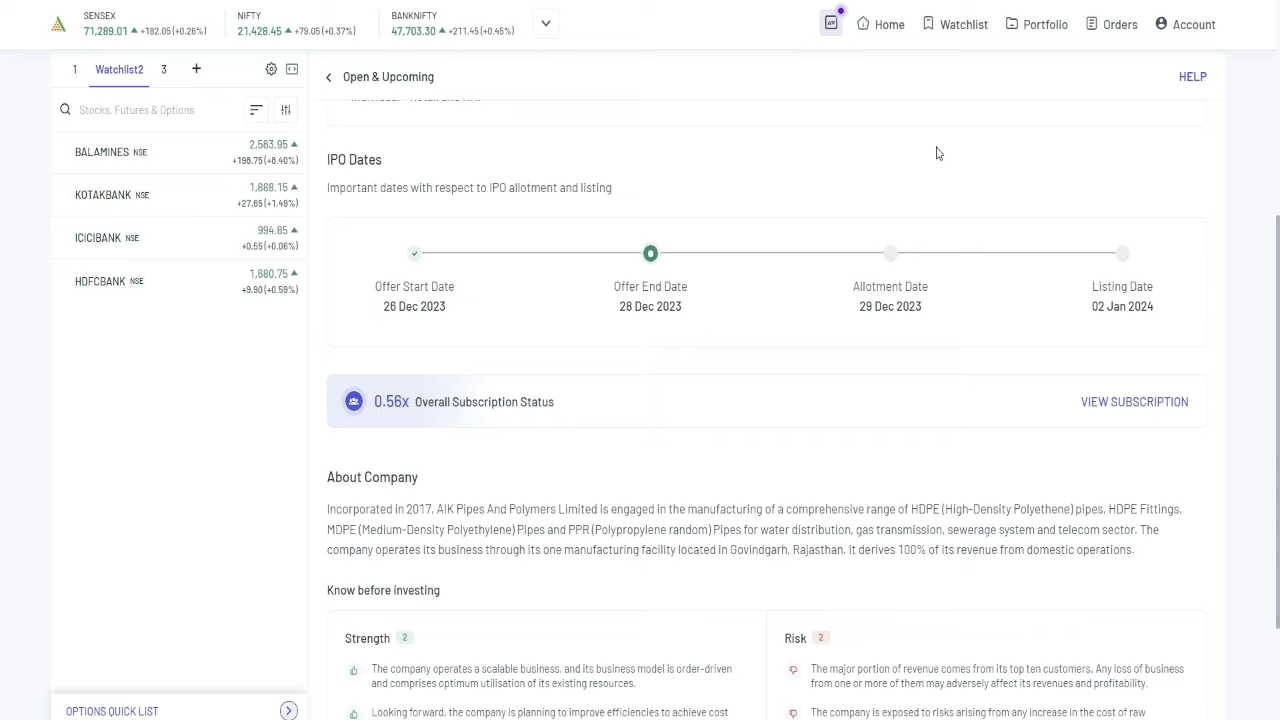 SENSEX
71,289.01 +182.05(+0.26%)
NIFTY
21,428.45 +79.05(+0.37%)
BANKNIFTY
47,703.30 +211.45(+0.45%)
Home
Watchlist
Portfolio
Orders
Account
1 Watchlist2 3 +
Open & Upcoming
HELP
Stocks, Futures & Options
BALAMINES NSE
2,563.95
+198.75(+8.40%)
KOTAKBANK NSE
1,888.15
+27.65(+1.49%)
ICICIBANK NSE
994.85
+0.55(+0.06%)
HDFCBANK NSE
1,680.75
+9.90(+0.59%)
OPTIONS QUICK LIST
IPO Dates
Important dates with respect to IPO allotment and listing
Offer Start Date
26 Dec 2023
Offer End Date
28 Dec 2023
Allotment Date
29 Dec 2023
Listing Date
02 Jan 2024
0.56x Overall Subscription Status
VIEW SUBSCRIPTION
About Company
Incorporated in 2017, AIK Pipes And Polymers Limited is engaged in the manufacturing of a comprehensive range of HDPE (High-Density Polyethene) pipes, HDPE Fittings,
MDPE (Medium-Density Polyethylene) Pipes and PPR (Polypropylene random) Pipes for water distribution, gas transmission, sewerage system and telecom sector. The
company operates its business through its one manufacturing facility located in Govindgarh, Rajasthan. It derives 100% of its revenue from domestic operations.
Know before investing
Strength 2
The company operates a scalable business, and its business model is order-driven
and comprises optimum utilisation of its existing resources.
Looking forward, the company is planning to improve efficiencies to achieve cost
Risk 2
The major portion of revenue comes from its top ten customers. Any loss of business
from one or more of them may adversely affect its revenues and profitability.
The company is exposed to risks arising from any increase in the cost of raw